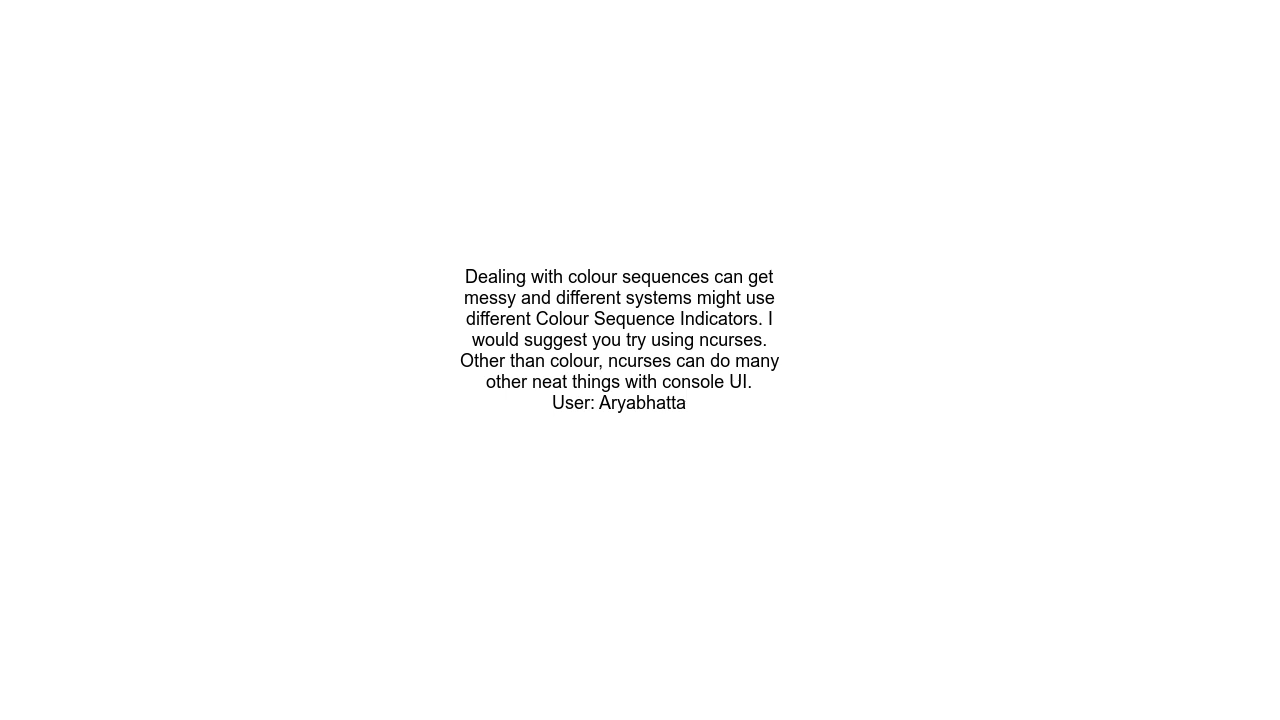 Dealing with colour sequences can get
messy and different systems might use
different Colour Sequence Indicators. I
would suggest you try using ncurses.
Other than colour, ncurses can do many
other neat things with console UI.
User: Aryabhatta